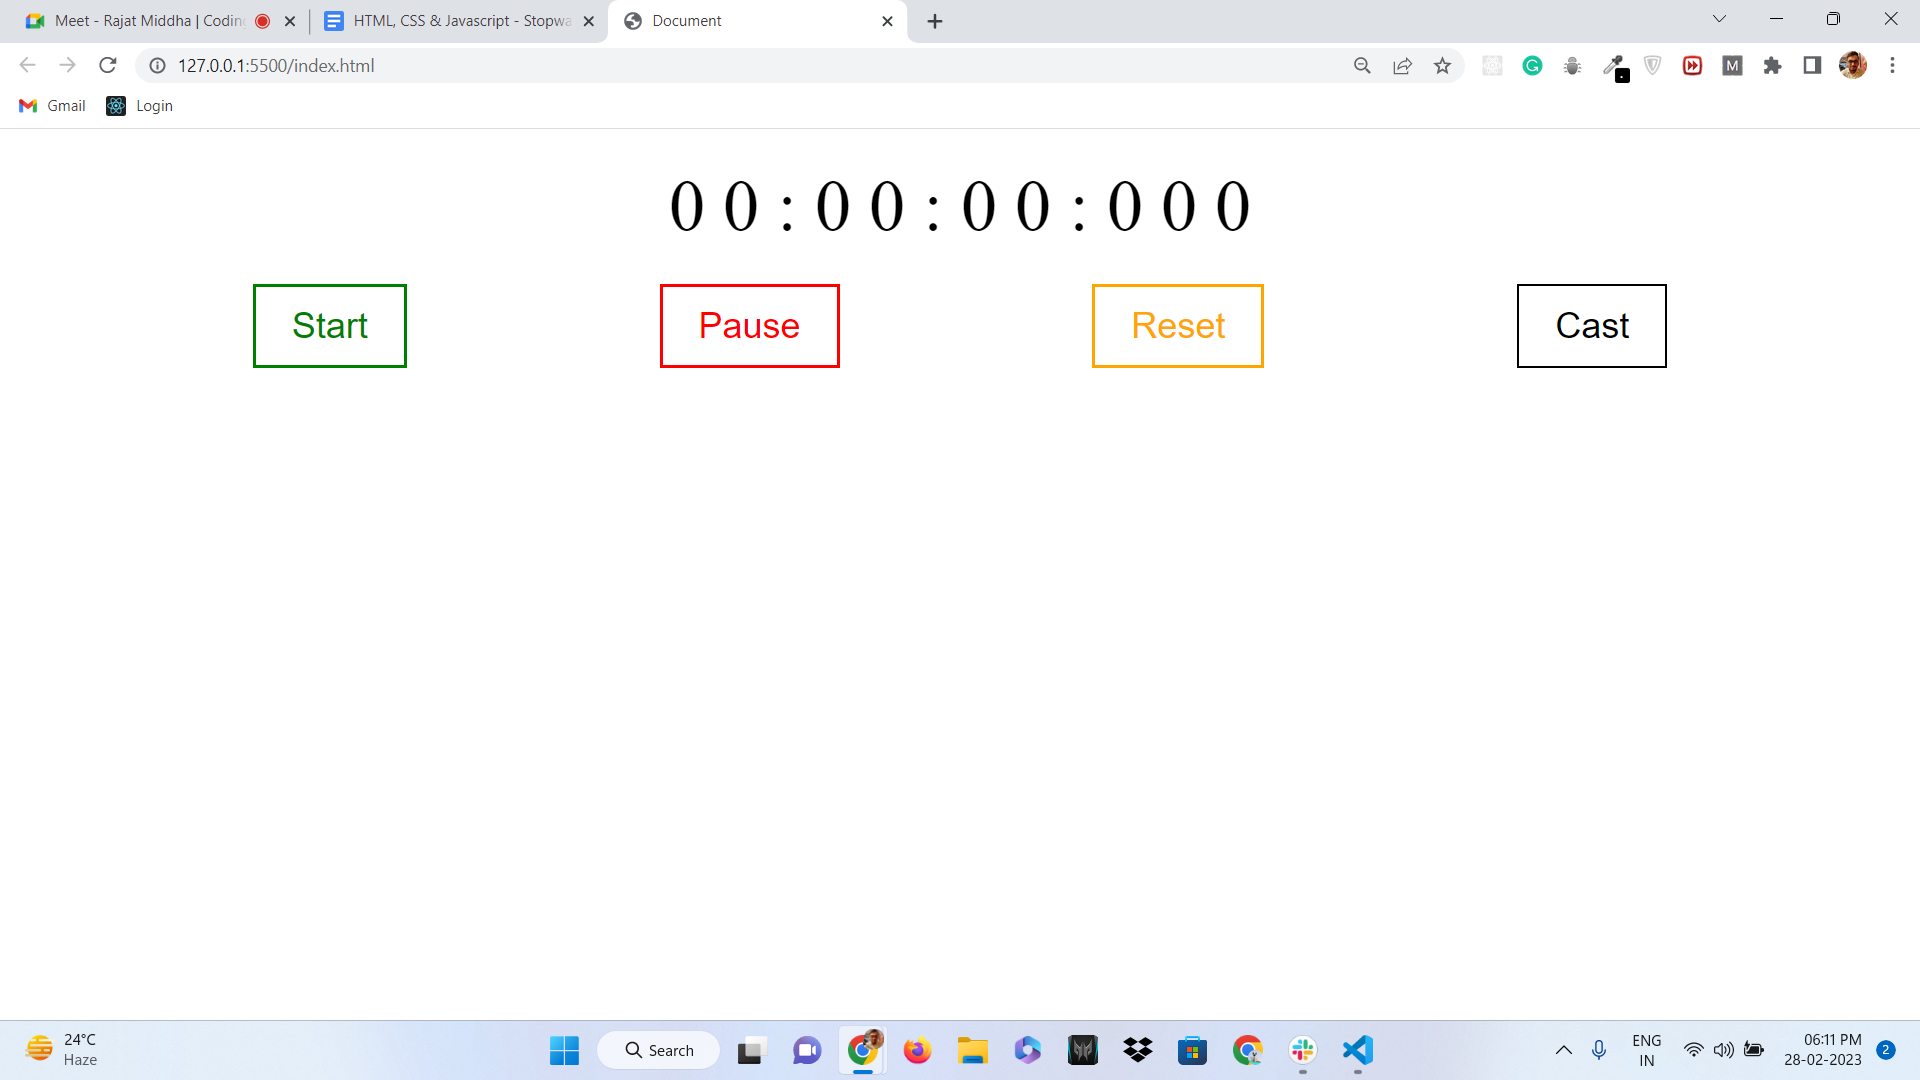 Meet - Rajat Middha | Coding
HTML, CSS & Javascript - Stopwa
Document
127.0.0.1:5500/index.html
M
Gmail
Login
0 0 : 0 0 : 0 0 : 0 0 0
Start
Pause
Reset
Cast
24°C
Haze
Search
ENG
IN
06:11 PM
28-02-2023
2